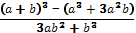 (a + b)³ − (a³ + 3a²b)
3ab² + b³